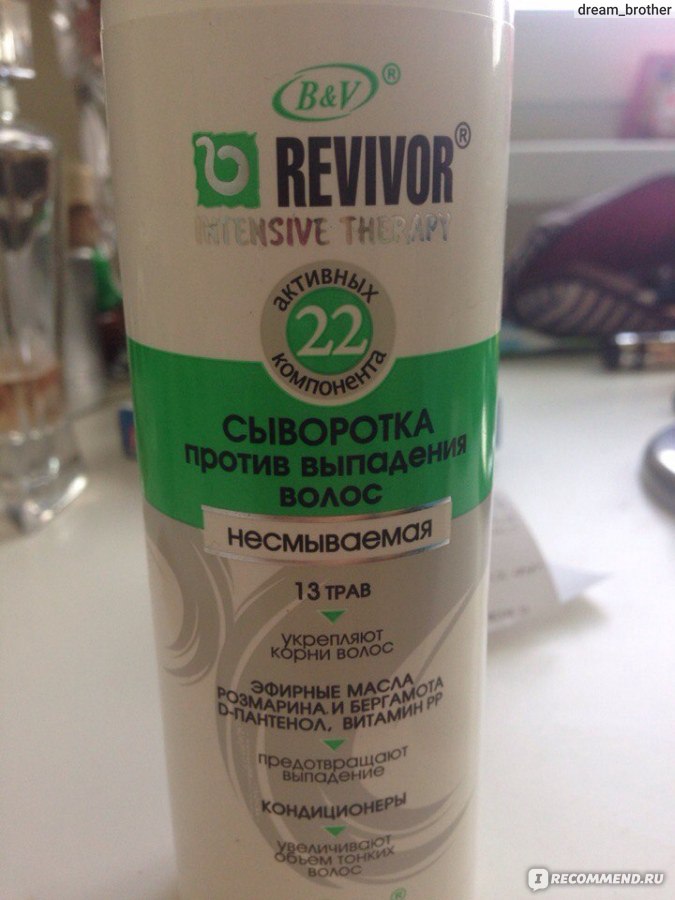 dream_brother
B&V®
REVIVOR®
INTENSIVE THERAPY
активных
22
компонента
СЫВОРОТКА
против выпадения
волос
несмываемая
13 ТРАВ
укрепляют
корни волос
ЭФИРНЫЕ МАСЛА
РОЗМАРИНА И БЕРГАМОТА
D-ПАНТЕНОЛ, ВИТАМИН PP
предотвращают
выпадение
КОНДИЦИОНЕРЫ
увеличивают
объем тонких
волос
®
IRECOMMEND.RU